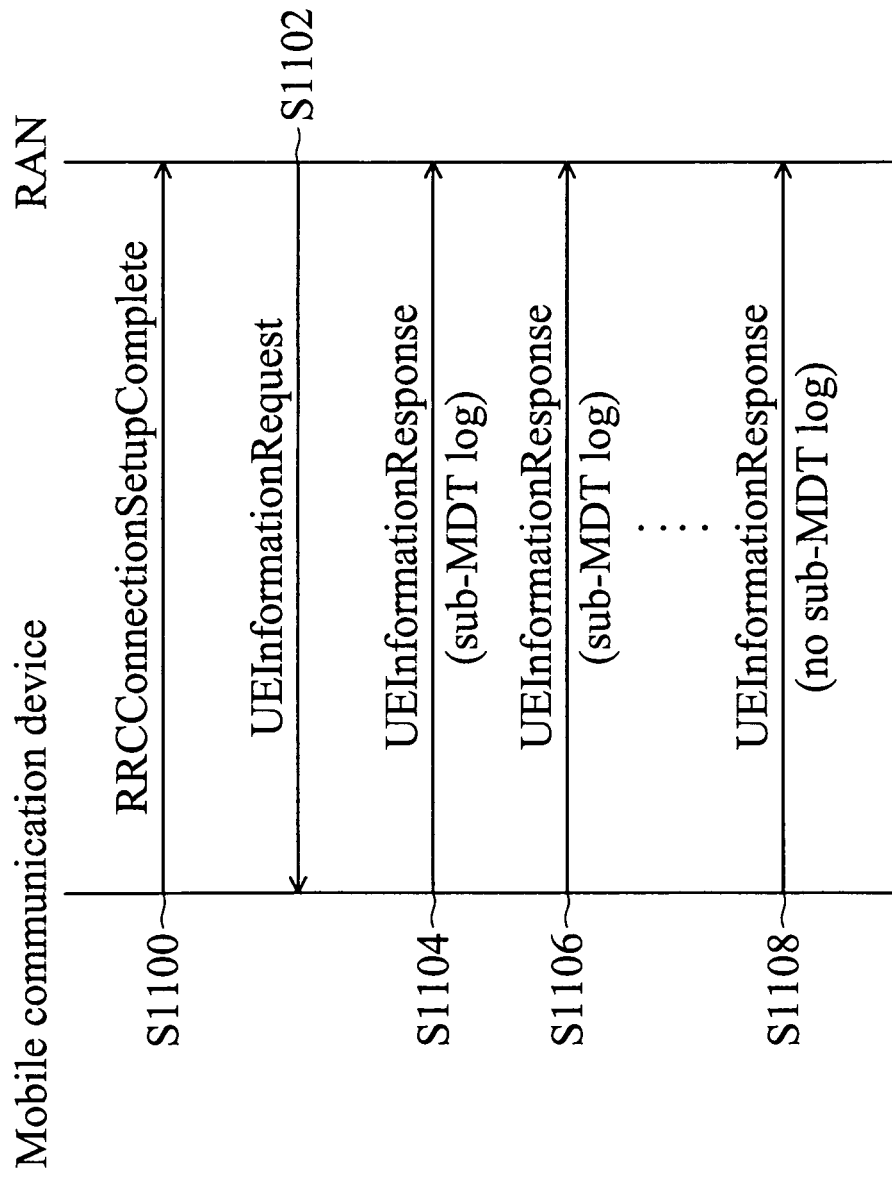 Mobile communication device
RAN
RRCConnectionSetupComplete
S1100
UEInformationRequest
S1102
UEInformationResponse
(sub-MDT log)
S1104
UEInformationResponse
(sub-MDT log)
S1106
UEInformationResponse
(no sub-MDT log)
S1108